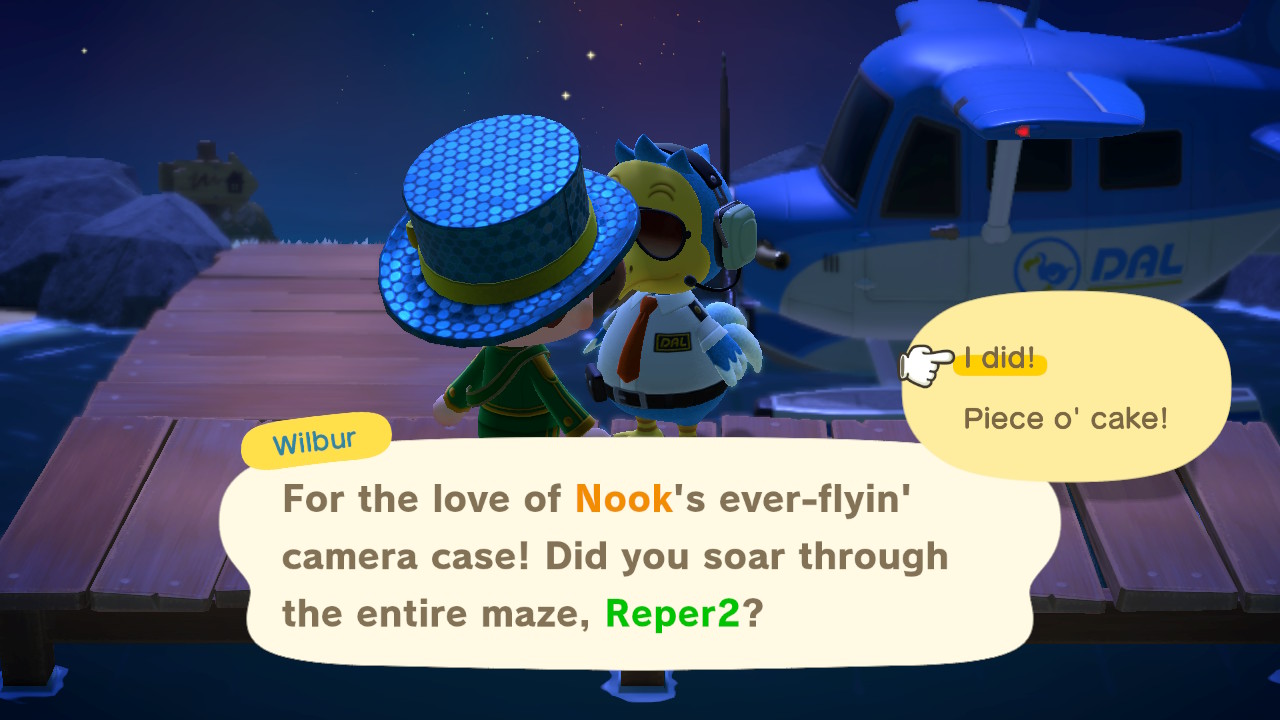 DAL
DAL
I did!
Piece o' cake!
Wilbur
For the love of Nook's ever-flyin'
camera case! Did you soar through
the entire maze, Reper2?